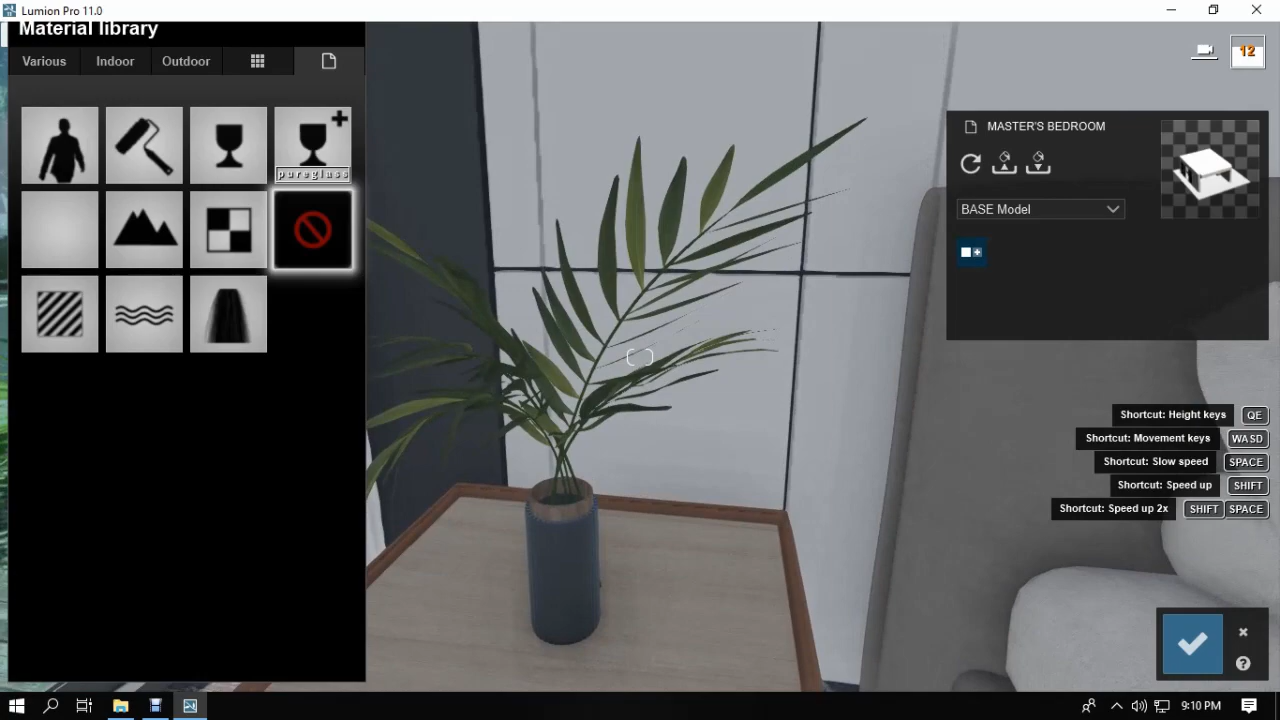 Lumion Pro 11.0
Material library
Various
Indoor
Outdoor
pureglass
12
MASTER'S BEDROOM
BASE Model
Shortcut: Height keys QE
Shortcut: Movement keys WASD
Shortcut: Slow speed SPACE
Shortcut: Speed up SHIFT
Shortcut: Speed up 2x SHIFT SPACE
?
9:10 PM